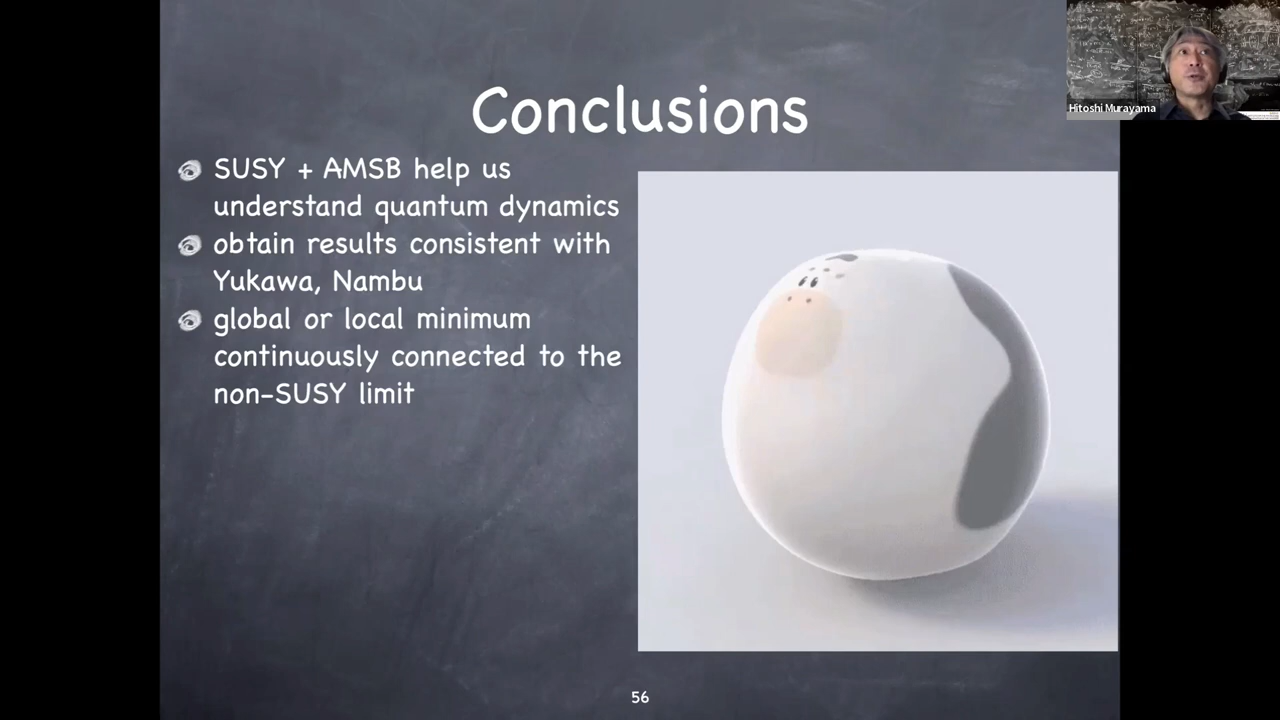 Conclusions
SUSY + AMSB help us
understand quantum dynamics
obtain results consistent with
Yukawa, Nambu
global or local minimum
continuously connected to the
non-SUSY limit
56
Hitoshi Murayama